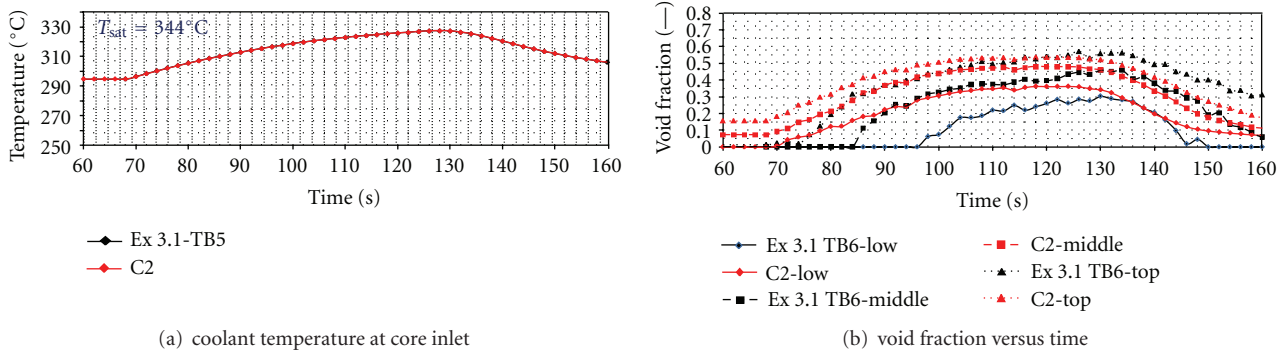 Temperature (°C)
330
310
290
270
250
T_sat = 344°C
60 70 80 90 100 110 120 130 140 150 160
Time (s)
Ex 3.1-TB5
C2
(a) coolant temperature at core inlet
Void fraction (—)
0.8
0.7
0.6
0.5
0.4
0.3
0.2
0.1
0
60 70 80 90 100 110 120 130 140 150 160
Time (s)
Ex 3.1 TB6-low
C2-low
Ex 3.1 TB6-middle
C2-middle
Ex 3.1 TB6-top
C2-top
(b) void fraction versus time